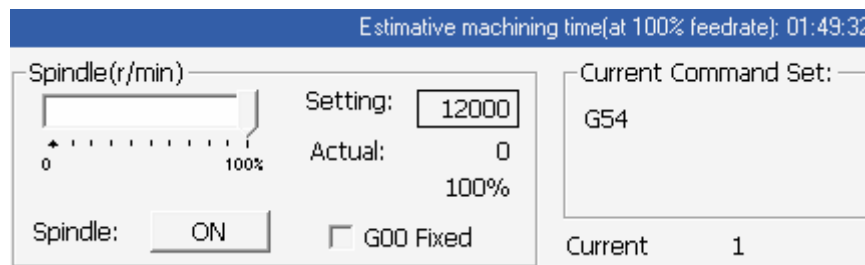 Estimative machining time(at 100% feedrate): 01:49:32
Spindle(r/min)
Setting: 12000
0 100%
Actual: 0
100%
Spindle: ON
G00 Fixed
Current Command Set:
G54
Current 1